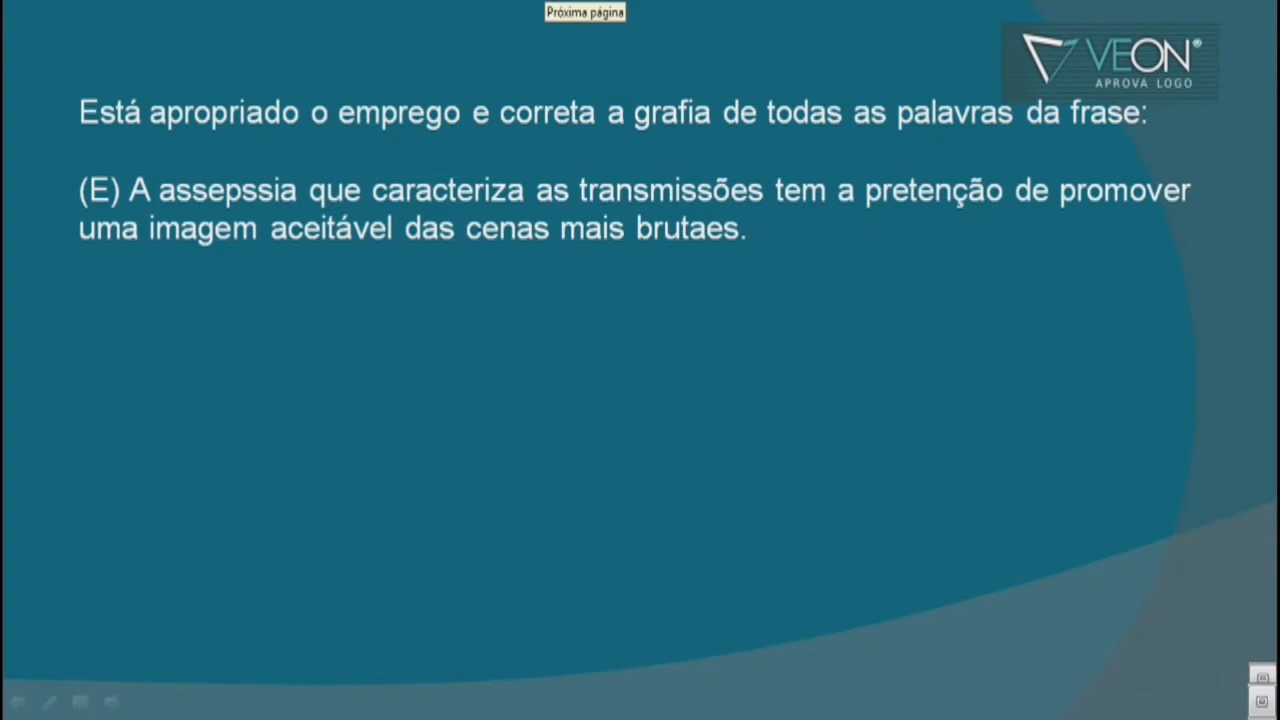 Próxima página
VEON®
APROVA LOGO
Está apropriado o emprego e correta a grafia de todas as palavras da frase:
(E) A assepssia que caracteriza as transmissões tem a pretenção de promover
uma imagem aceitável das cenas mais brutaes.